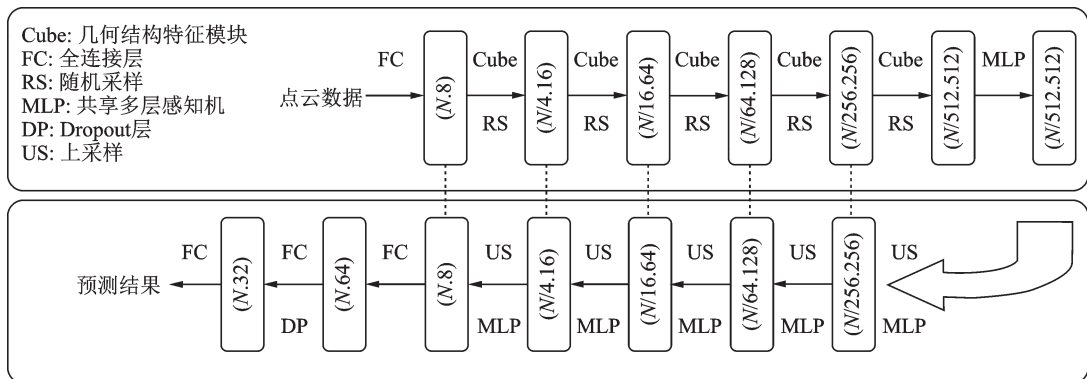 Cube: 几何结构特征模块
FC: 全连接层
RS: 随机采样
MLP: 共享多层感知机
DP: Dropout层
US: 上采样
点云数据
FC
Cube
Cube
Cube
Cube
Cube
MLP
RS
RS
RS
RS
RS
(N.8)
(N/4.16)
(N/16.64)
(N/64.128)
(N/256.256)
(N/512.512)
(N/512.512)
FC
FC
FC
US
US
US
US
US
预测结果
(N.32)
(N.64)
(N.8)
(N/4.16)
(N/16.64)
(N/64.128)
(N/256.256)
DP
MLP
MLP
MLP
MLP
MLP